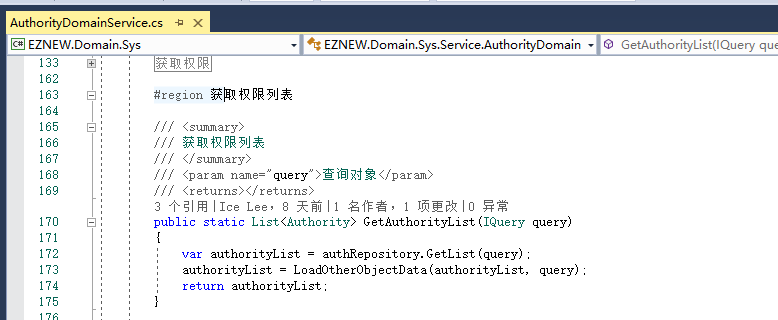 AuthorityDomainService.cs
C# EZNEW.Domain.Sys EZNEW.Domain.Sys.Service.AuthorityDomain GetAuthorityList(IQuery que
133 获取权限
162
163 #region 获取权限列表
164
165 /// <summary>
166 /// 获取权限列表
167 /// </summary>
168 /// <param name="query">查询对象</param>
169 /// <returns></returns>
3 个引用|Ice Lee，8 天前|1 名作者，1 项更改|0 异常
170 public static List<Authority> GetAuthorityList(IQuery query)
171 {
172 var authorityList = authRepository.GetList(query);
173 authorityList = LoadOtherObjectData(authorityList, query);
174 return authorityList;
175 }
176